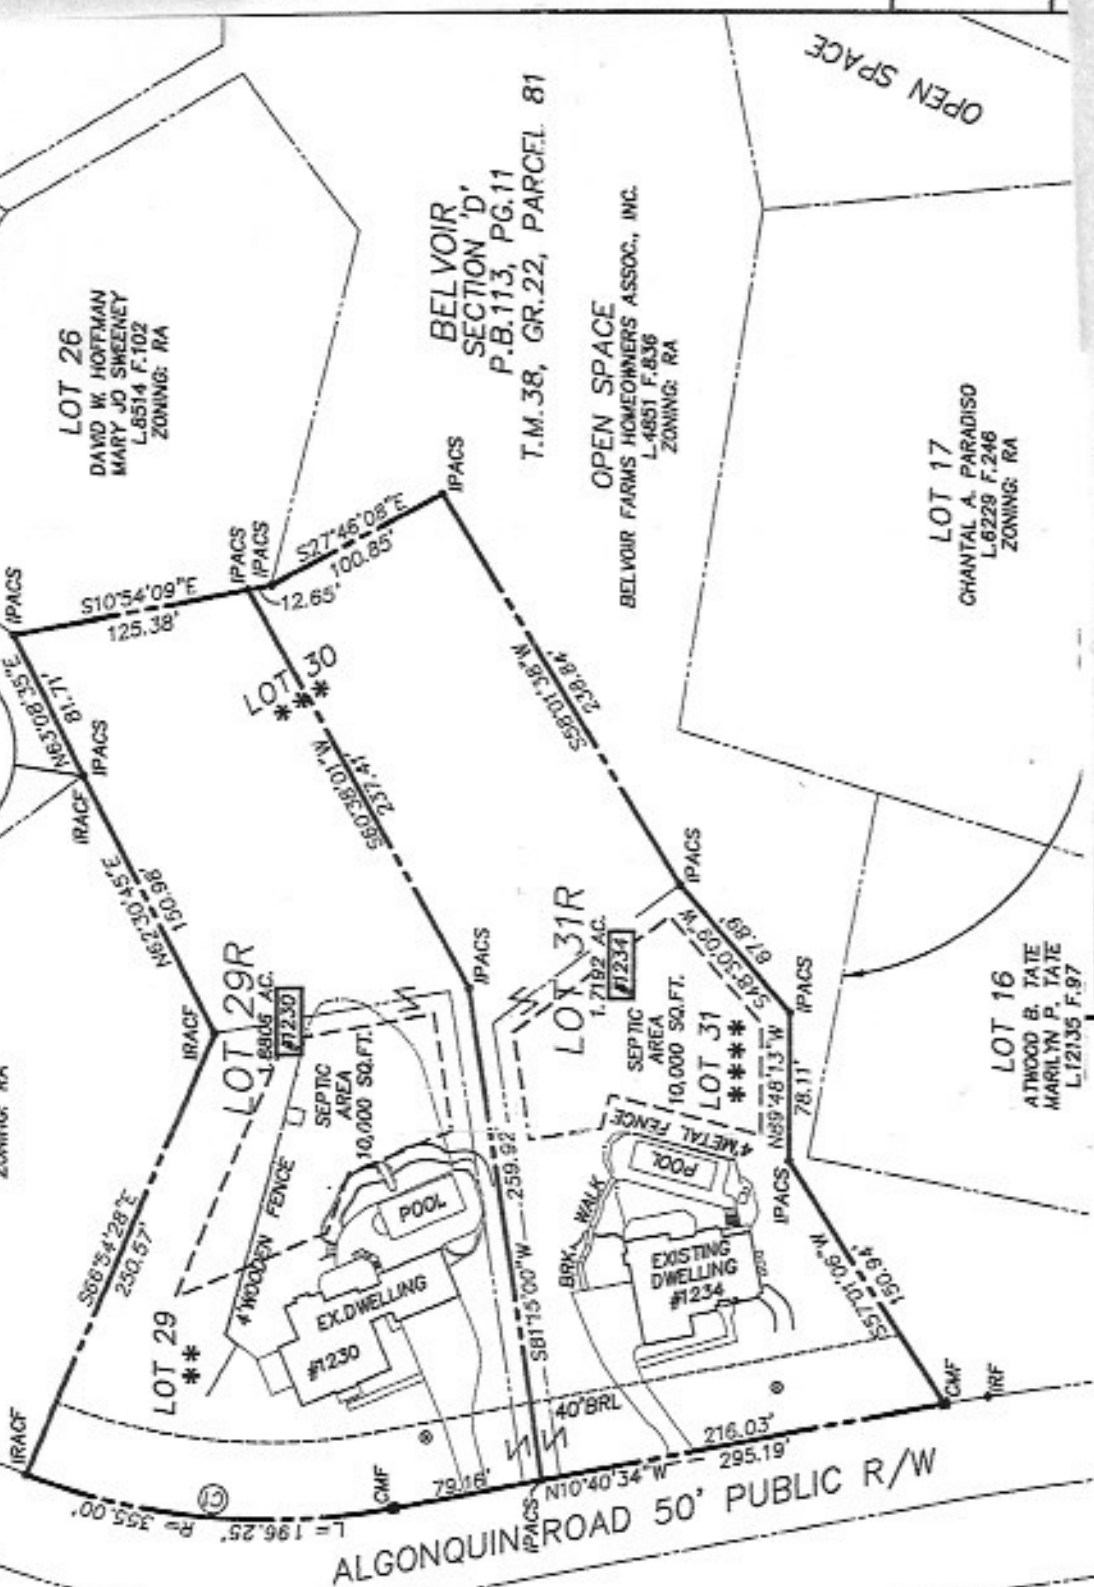 OPEN SPACE
LOT 26
DAVID W. HOFFMAN
MARY JO SWEENEY
L.8514 F.102
ZONING: RA
BELVOIR
SECTION 'D'
P.B.113, PG.11
T.M.38, GR.22, PARCEL 81
OPEN SPACE
BELVOIR FARMS HOMEOWNERS ASSOC., INC.
L.4851 F.836
ZONING: RA
LOT 17
CHANTAL A. PARADISO
L.6229 F.246
ZONING: RA
LOT 16
ATWOOD B. TATE
MARILYN P. TATE
L.12135 F.97
ZONING: RA
IPACS
S10°54'09"E
125.38'
IPACS
IPACS
12.65'
S27°46'08"E
100.85'
IPACS
N63°08'35"E
81.71'
IPACS
IRACF
N62°30'45"E
150.96'
IRACF
LOT 30
***
S60°38'01"W
237.41'
S58°01'36"W
238.84'
IPACS
IPACS
S48°30'09"W
67.89'
IPACS
N89°48'13"W
78.11'
IPACS
S57°01'06"W
150.94'
CMF
IRF
LOT 29R
1.8806 AC.
#1230
SEPTIC
AREA
10,000 SQ.FT.
4'WOODEN FENCE
POOL
EX.DWELLING
#1230
LOT 29
**
S66°54'28"E
250.57'
IRACF
LOT 31R
1.7192 AC.
#1234
SEPTIC
AREA
10,000 SQ.FT.
LOT 31
****
4'METAL FENCE
POOL
BRK. WALK
EXISTING
DWELLING
#1234
S81°15'00"W
259.92
40'BRL
C1
L= 196.25' R= 355.00'
CMF
79.16'
IPACS
N10°40'34"W
216.03'
295.19'
ALGONQUIN ROAD 50' PUBLIC R/W